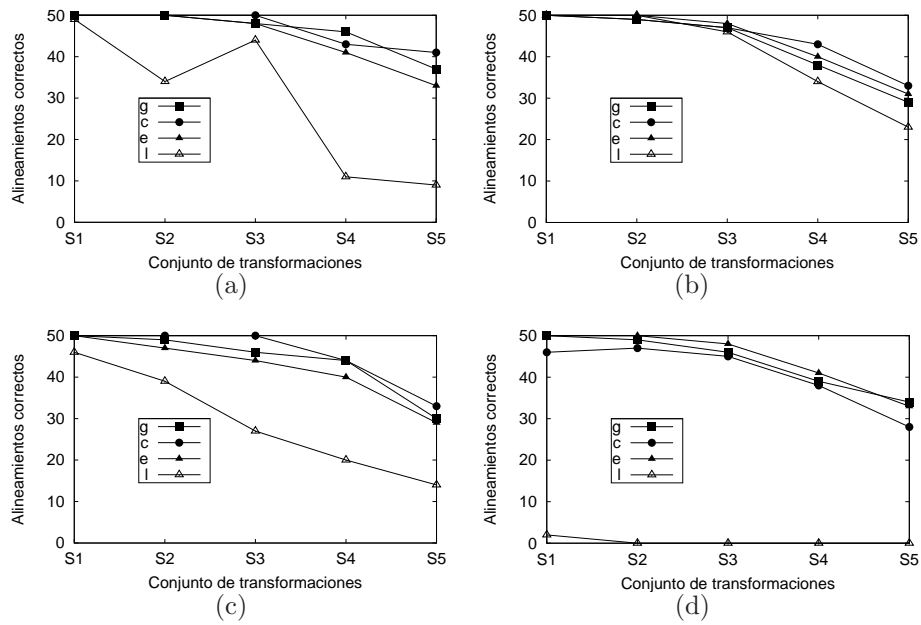 Alineamientos correctos
50
40
30
20
10
0
g
c
e
l
S1 S2 S3 S4 S5
Conjunto de transformaciones
(a)
Alineamientos correctos
50
40
30
20
10
0
g
c
e
l
S1 S2 S3 S4 S5
Conjunto de transformaciones
(b)
Alineamientos correctos
50
40
30
20
10
0
g
c
e
l
S1 S2 S3 S4 S5
Conjunto de transformaciones
(c)
Alineamientos correctos
50
40
30
20
10
0
g
c
e
l
S1 S2 S3 S4 S5
Conjunto de transformaciones
(d)